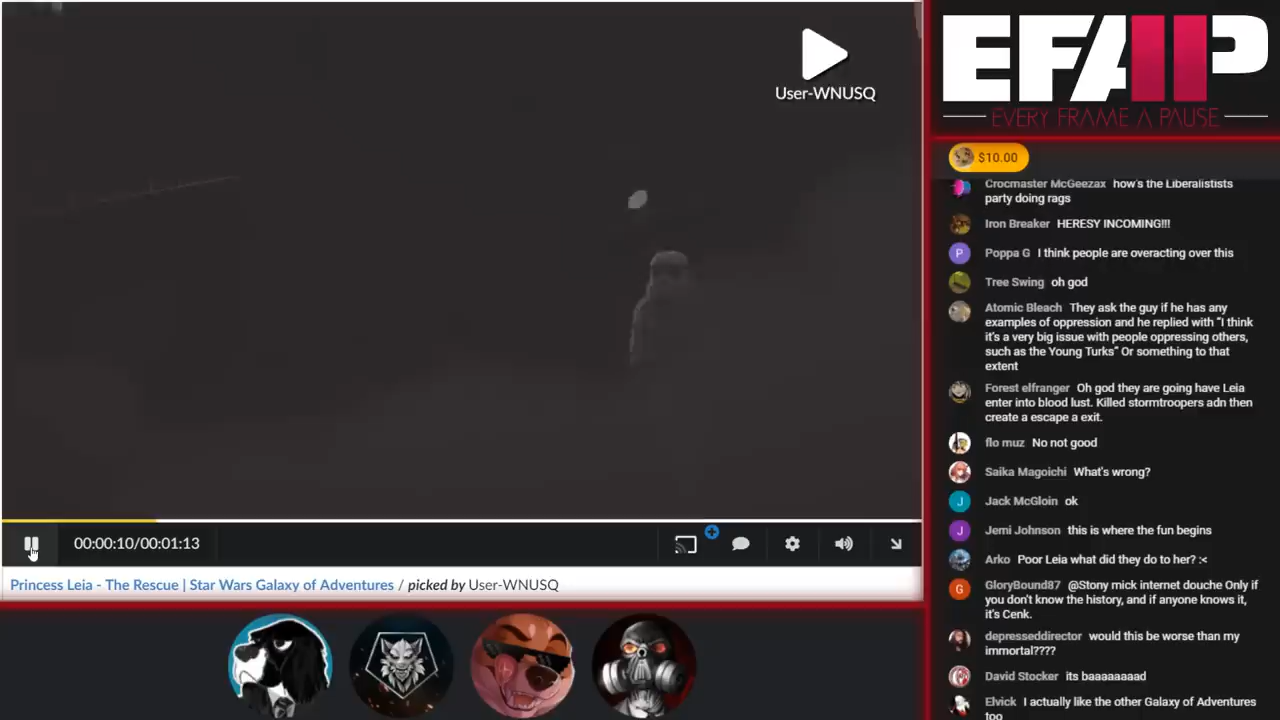 User-WNUSQ
00:00:10/00:01:13
Princess Leia - The Rescue | Star Wars Galaxy of Adventures / picked by User-WNUSQ
EFAP
EVERY FRAME A PAUSE
$10.00
Crocmaster McGeezax how's the Liberalistists
party doing rags
Iron Breaker HERESY INCOMING!!!
P
Poppa G I think people are overacting over this
Tree Swing oh god
Atomic Bleach They ask the guy if he has any
examples of oppression and he replied with "I think
it's a very big issue with people oppressing others,
such as the Young Turks" Or something to that
extent
Forest elfranger Oh god they are going have Leia
enter into blood lust. Killed stormtroopers adn then
create a escape a exit.
flo muz No not good
Saika Magoichi What's wrong?
J
Jack McGloin ok
J
Jemi Johnson this is where the fun begins
Arko Poor Leia what did they do to her? :<
G
GloryBound87 @Stony mick internet douche Only if
you don't know the history, and if anyone knows it,
it's Cenk.
depresseddirector would this be worse than my
immortal????
David Stocker its baaaaaaaad
Elvick I actually like the other Galaxy of Adventures
too